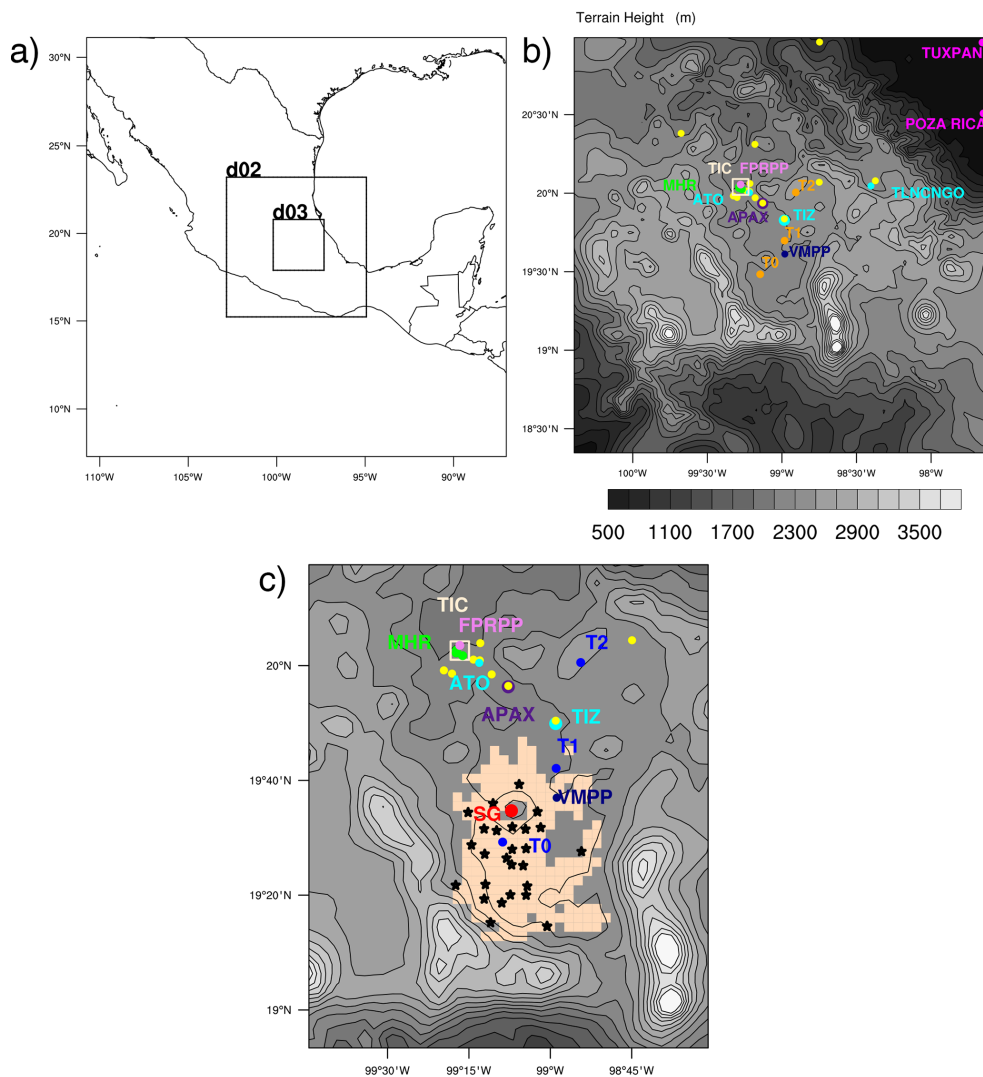 Terrain Height (m)
a)
30°N
25°N
20°N
15°N
10°N
110°W
105°W
100°W
95°W
90°W
d02
d03
b)
TUXPAN
POZA RICA
TIC
FPRPP
MHR
ATO
T2
TLNCNGO
APAX
TIZ
T1
VMPP
T0
20°30'N
20°N
19°30'N
19°N
18°30'N
100°W
99°30'W
99°W
98°30'W
98°W
500
1100
1700
2300
2900
3500
c)
TIC
FPRPP
MHR
T2
ATO
APAX
TIZ
T1
VMPP
SG
T0
20°N
19°40'N
19°20'N
19°N
99°30'W
99°15'W
99°W
98°45'W